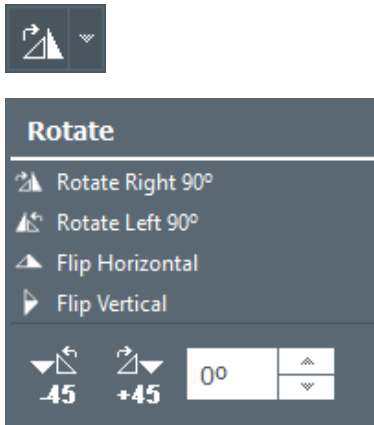 Rotate
Rotate Right 90º
Rotate Left 90º
Flip Horizontal
Flip Vertical
-45 +45 0º